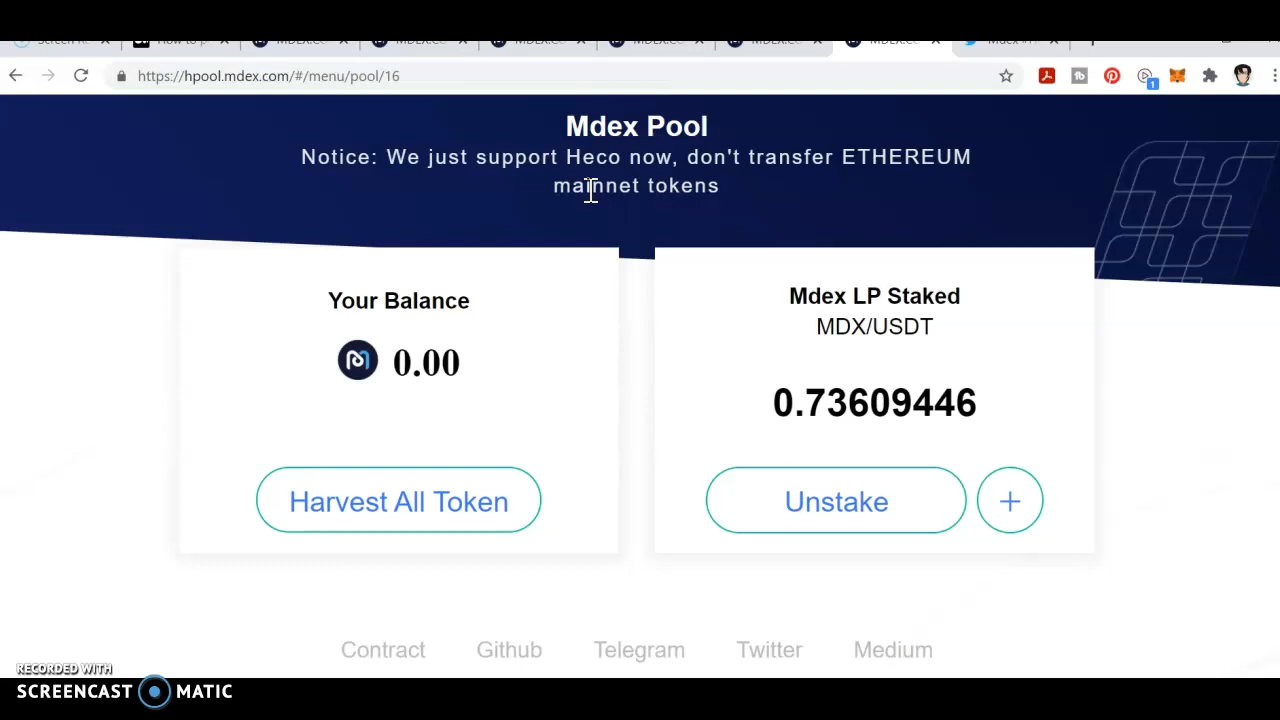 https://hpool.mdex.com/#/menu/pool/16
1
Mdex Pool
Notice: We just support Heco now, don't transfer ETHEREUM
mainnet tokens
Your Balance
0.00
Harvest All Token
Mdex LP Staked
MDX/USDT
0.73609446
Unstake
+
Contract Github Telegram Twitter Medium
RECORDED WITH
SCREENCAST MATIC